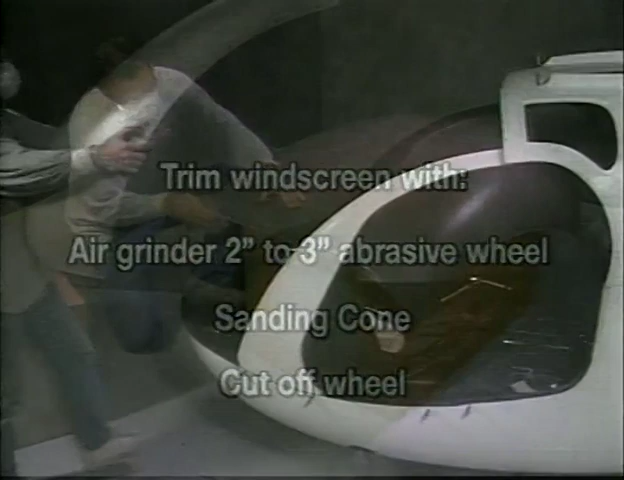 Trim windscreen with:
Air grinder 2” to 3” abrasive wheel
Sanding Cone
Cut off wheel